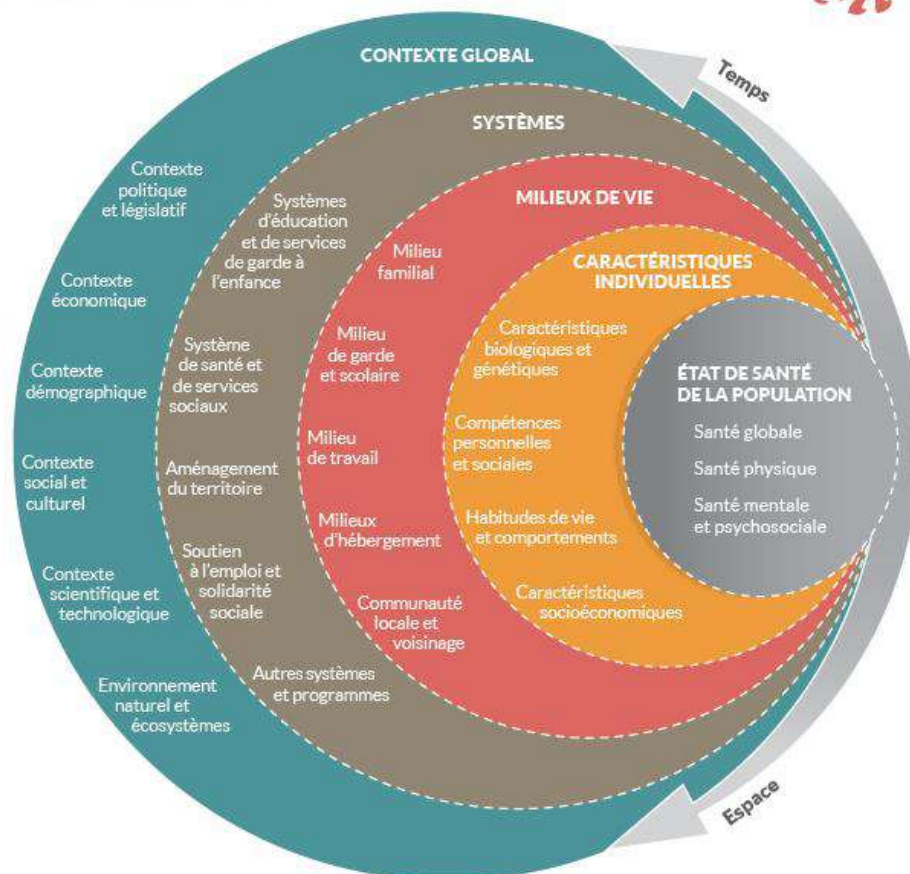 CONTEXTE GLOBAL
Temps
SYSTÈMES
MILIEUX DE VIE
CARACTÉRISTIQUES
INDIVIDUELLES
ÉTAT DE SANTÉ
DE LA POPULATION
Santé globale
Santé physique
Santé mentale
et psychosociale
Contexte
politique
et législatif
Contexte
économique
Contexte
démographique
Contexte
social et
culturel
Contexte
scientifique et
technologique
Environnement
naturel et
écosystèmes
Systèmes
d'éducation
et de services
de garde à
l'enfance
Système
de santé et
de services
sociaux
Aménagement
du territoire
Soutien
à l'emploi et
solidarité
sociale
Autres systèmes
et programmes
Milieu
familial
Milieu
de garde
et scolaire
Milieu
de travail
Milieux
d'hébergement
Communauté
locale et
voisinage
Caractéristiques
biologiques et
génétiques
Compétences
personnelles
et sociales
Habitudes de vie
et comportements
Caractéristiques
socioéconomiques
Espace